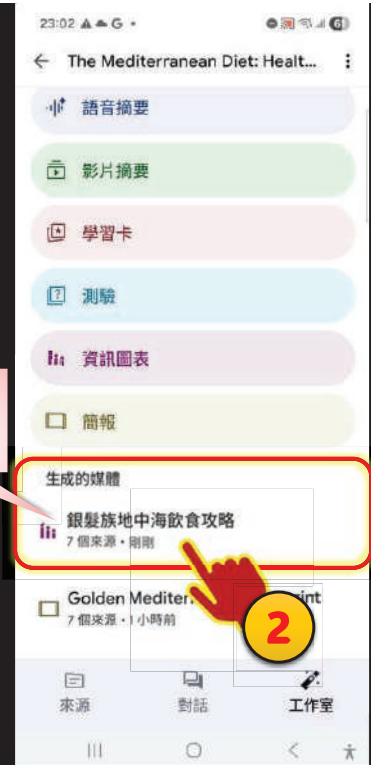 23:02 G •
6
The Mediterranean Diet: Healt...
語音摘要
影片摘要
學習卡
測驗
資訊圖表
簡報
生成的媒體
銀髮族地中海飲食攻略
7 個來源・剛剛
Golden Mediter int
7 個來源・1 小時前
2
來源
對話
工作室